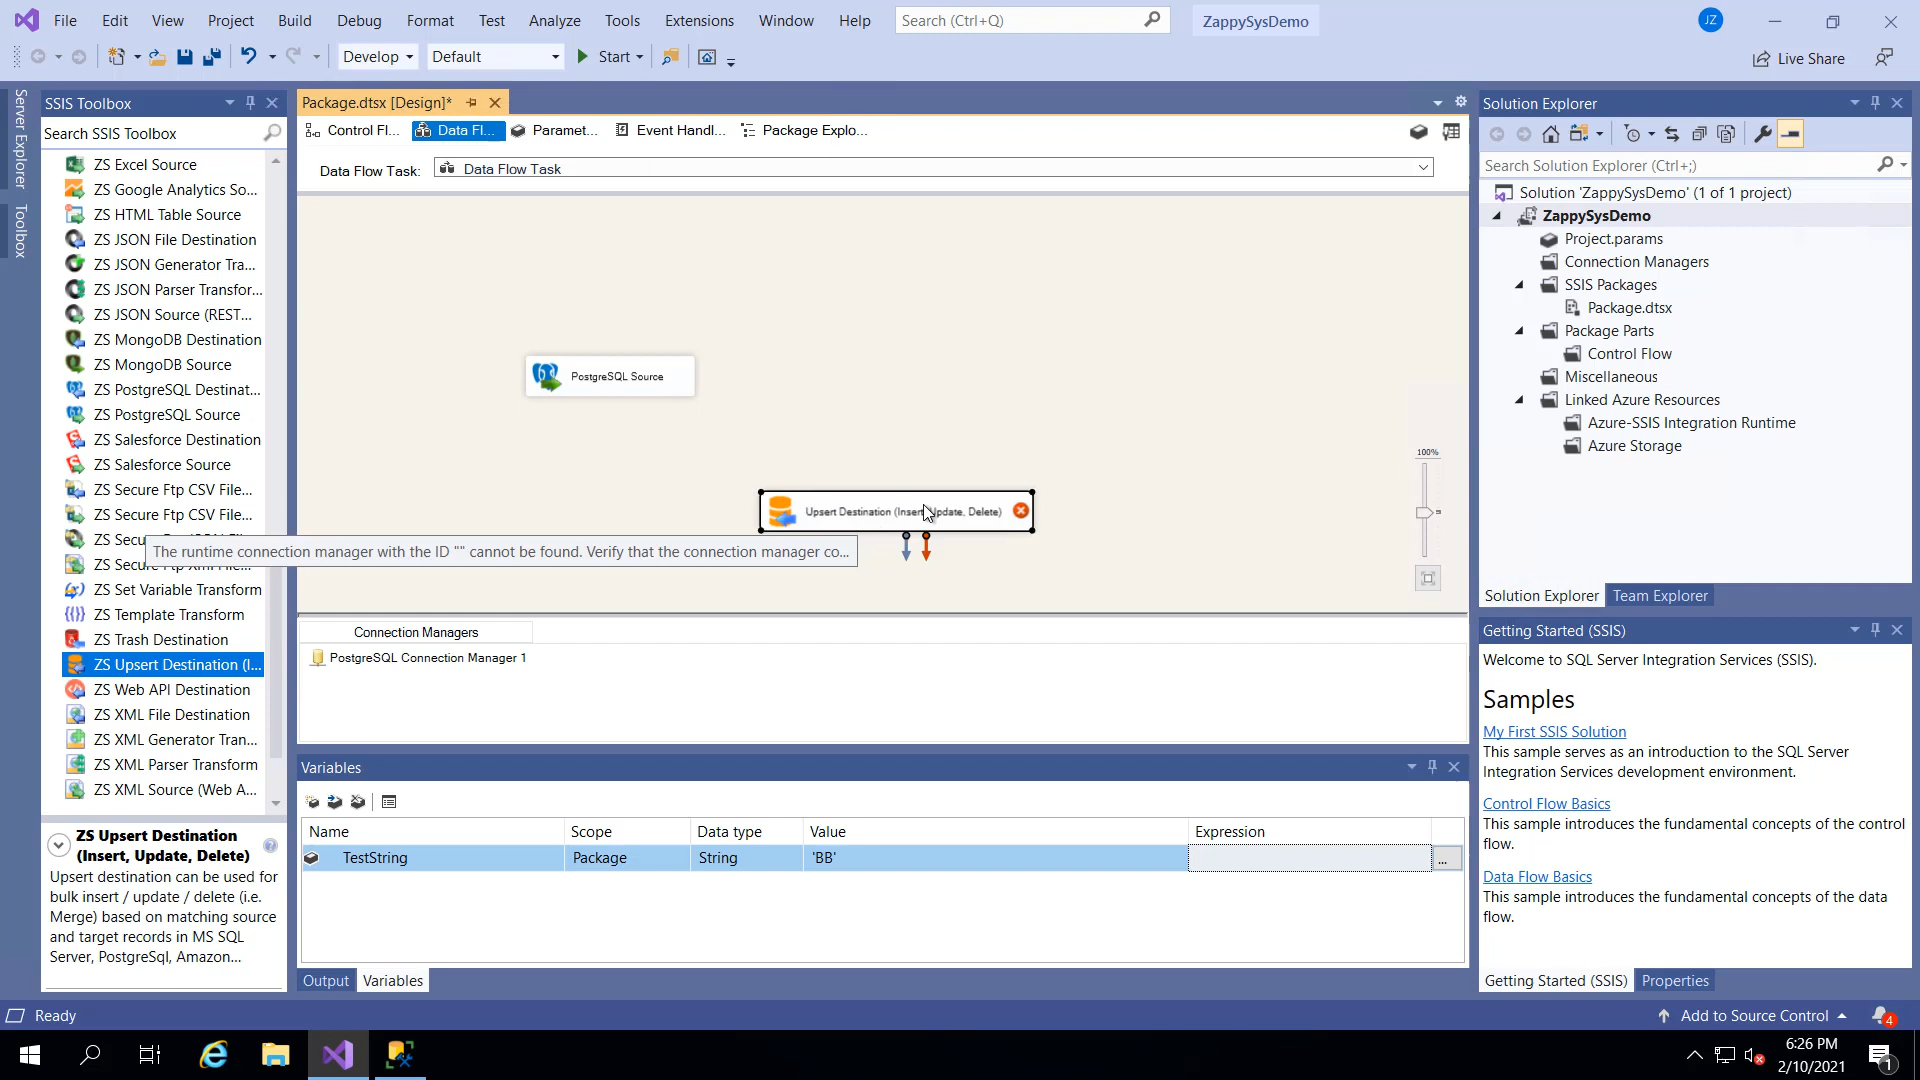 File Edit View Project Build Debug Format Test Analyze Tools Extensions Window Help Search (Ctrl+Q) ZappySysDemo JZ
Develop Default Start Live Share
Server Explorer
Toolbox
SSIS Toolbox
Search SSIS Toolbox
ZS Excel Source
ZS Google Analytics So...
ZS HTML Table Source
ZS JSON File Destination
ZS JSON Generator Tra...
ZS JSON Parser Transfor...
ZS JSON Source (REST...
ZS MongoDB Destination
ZS MongoDB Source
ZS PostgreSQL Destinat...
ZS PostgreSQL Source
ZS Salesforce Destination
ZS Salesforce Source
ZS Secure Ftp CSV File...
ZS Secure Ftp CSV File...
ZS Set Variable Transform
ZS Template Transform
ZS Trash Destination
ZS Upsert Destination (I...
ZS Web API Destination
ZS XML File Destination
ZS XML Generator Tran...
ZS XML Parser Transform
ZS XML Source (Web A...
ZS Upsert Destination
(Insert, Update, Delete)
Upsert destination can be used for
bulk insert / update / delete (i.e.
Merge) based on matching source
and target records in MS SQL
Server, PostgreSql, Amazon...
Package.dtsx [Design]*
Control Fl... Data Fl... Paramet... Event Handl... Package Explo...
Data Flow Task: Data Flow Task
PostgreSQL Source
Upsert Destination (Insert, Update, Delete)
The runtime connection manager with the ID "" cannot be found. Verify that the connection manager co...
100%
Connection Managers
PostgreSQL Connection Manager 1
Variables
Name Scope Data type Value Expression
TestString Package String 'BB' ...
Output Variables
Solution Explorer
Search Solution Explorer (Ctrl+;)
Solution 'ZappySysDemo' (1 of 1 project)
ZappySysDemo
Project.params
Connection Managers
SSIS Packages
Package.dtsx
Package Parts
Control Flow
Miscellaneous
Linked Azure Resources
Azure-SSIS Integration Runtime
Azure Storage
Solution Explorer Team Explorer
Getting Started (SSIS)
Welcome to SQL Server Integration Services (SSIS).
Samples
My First SSIS Solution
This sample serves as an introduction to the SQL Server
Integration Services development environment.
Control Flow Basics
This sample introduces the fundamental concepts of the control
flow.
Data Flow Basics
This sample introduces the fundamental concepts of the data
flow.
Getting Started (SSIS) Properties
Ready Add to Source Control 4
6:26 PM
2/10/2021
1